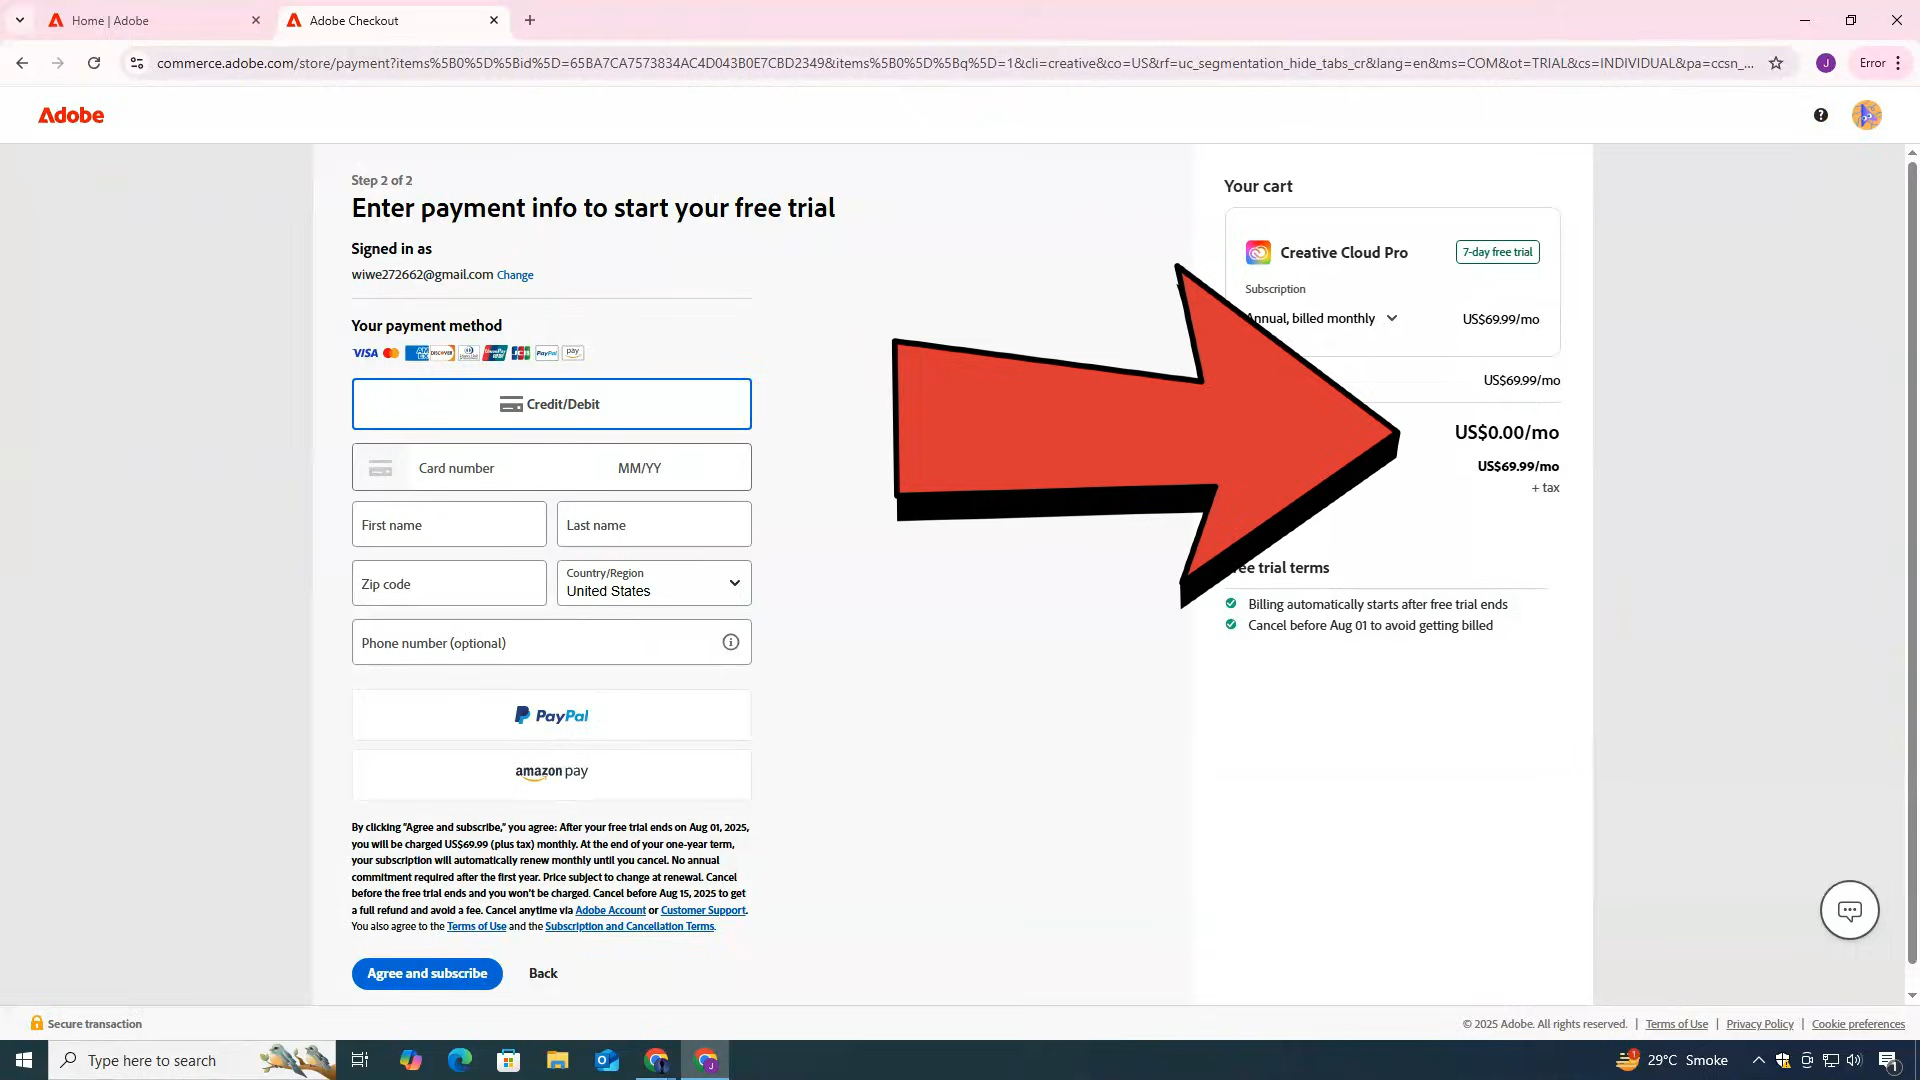 Home | Adobe
Adobe Checkout
commerce.adobe.com/store/payment?items%5B0%5D%5Bid%5D=65BA7CA7573834AC4D043B0E7CBD2349&items%5B0%5D%5Bq%5D=1&cli=creative&co=US&rf=uc_segmentation_hide_tabs_cr&lang=en&ms=COM&ot=TRIAL&cs=INDIVIDUAL&pa=ccsn_...
J
Error
Adobe
Step 2 of 2
Enter payment info to start your free trial
Signed in as
wiwe272662@gmail.com Change
Your payment method
VISA
DISCOVER
UnionPay
JCB
PayPal
pay
Credit/Debit
Card number
MM/YY
First name
Last name
Zip code
Country/Region
United States
Phone number (optional)
PayPal
amazon pay
By clicking "Agree and subscribe," you agree: After your free trial ends on Aug 01, 2025,
you will be charged US$69.99 (plus tax) monthly. At the end of your one-year term,
your subscription will automatically renew monthly until you cancel. No annual
commitment required after the first year. Price subject to change at renewal. Cancel
before the free trial ends and you won't be charged. Cancel before Aug 15, 2025 to get
a full refund and avoid a fee. Cancel anytime via Adobe Account or Customer Support.
You also agree to the Terms of Use and the Subscription and Cancellation Terms.
Agree and subscribe
Back
Your cart
Creative Cloud Pro
7-day free trial
Subscription
Annual, billed monthly
US$69.99/mo
US$69.99/mo
US$0.00/mo
US$69.99/mo
+ tax
ee trial terms
Billing automatically starts after free trial ends
Cancel before Aug 01 to avoid getting billed
Secure transaction
© 2025 Adobe. All rights reserved. | Terms of Use | Privacy Policy | Cookie preferences
Type here to search
J
1
29°C Smoke
1